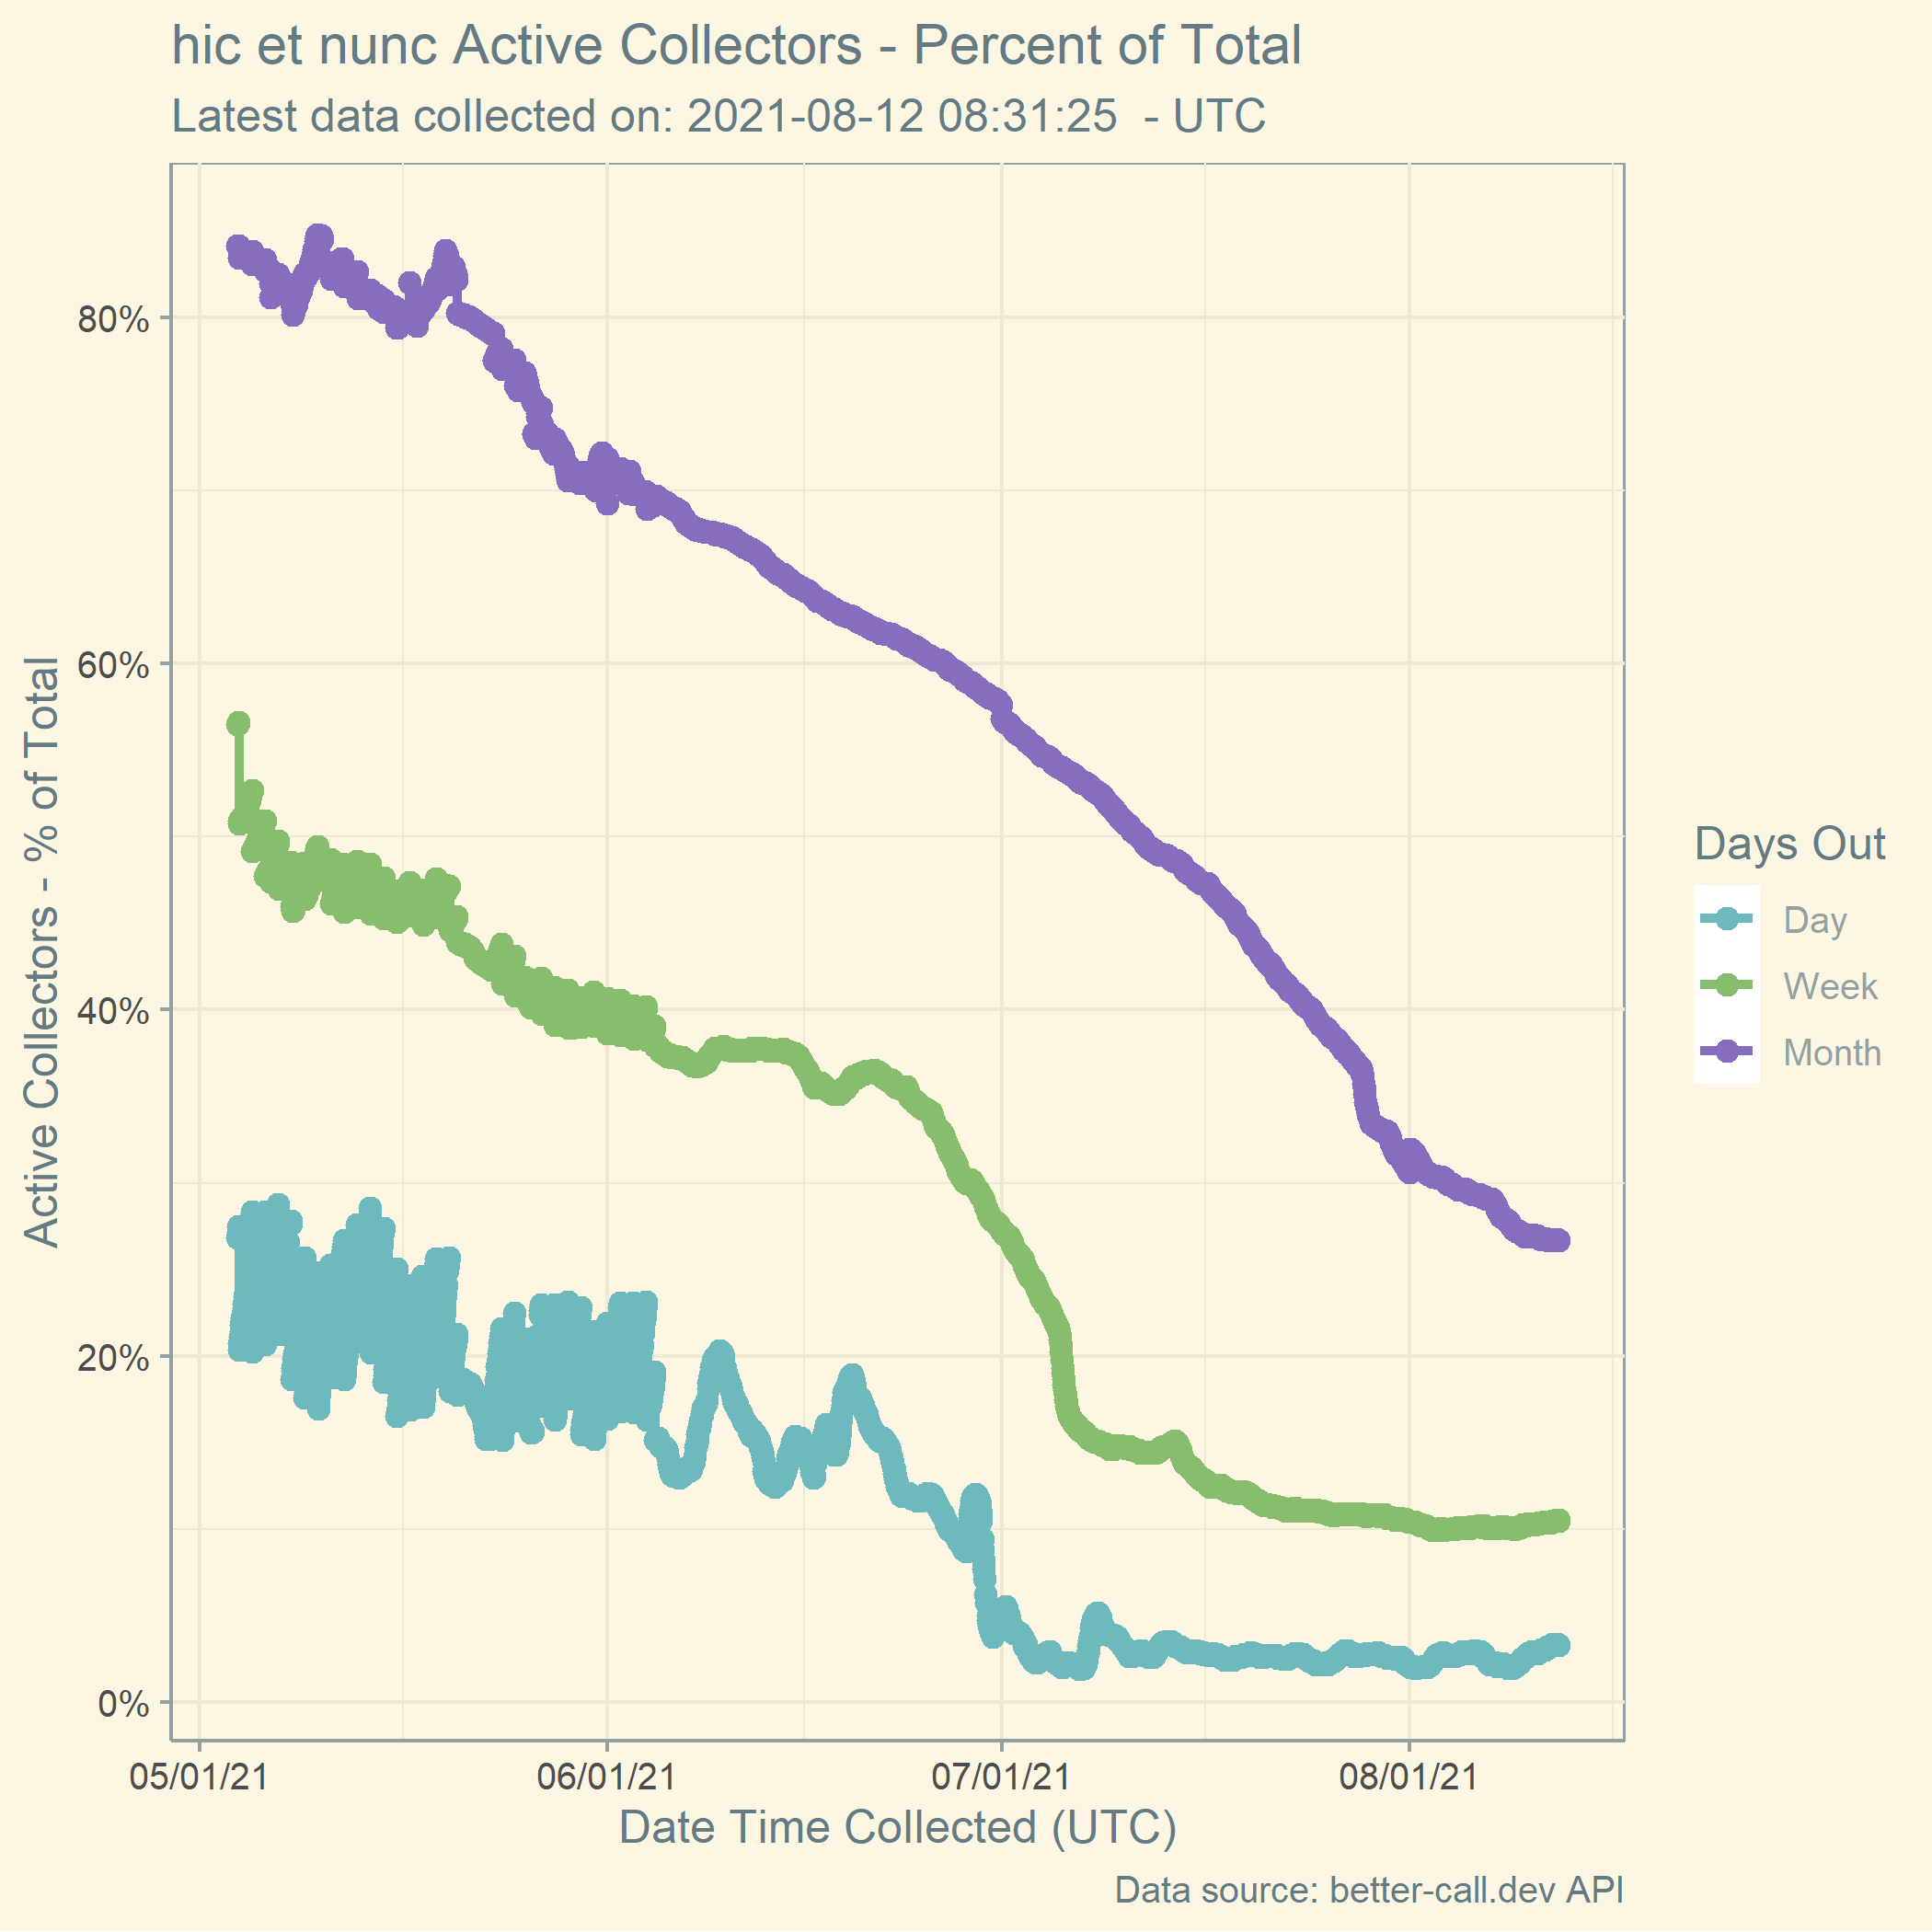 hic et nunc Active Collectors - Percent of Total
Latest data collected on: 2021-08-12 08:31:25  - UTC
Active Collectors - % of Total
80%
60%
40%
20%
0%
05/01/21
06/01/21
07/01/21
08/01/21
Date Time Collected (UTC)
Days Out
Day
Week
Month
Data source: better-call.dev API